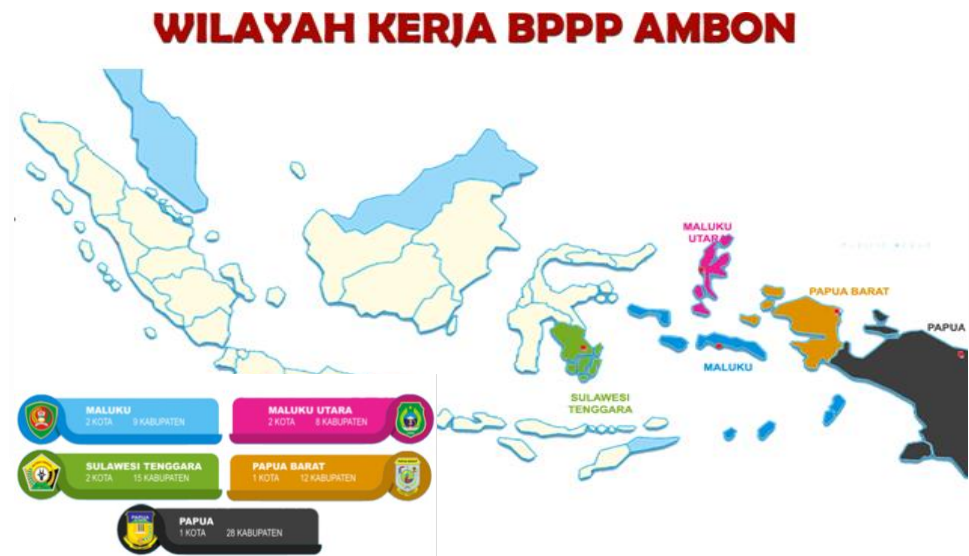 WILAYAH KERJA BPPP AMBON
MALUKU
UTARA
PAPUA BARAT
PAPUA
MALUKU
SULAWESI
TENGGARA
MALUKU
2 KOTA 9 KABUPATEN
MALUKU UTARA
2 KOTA 8 KABUPATEN
SULAWESI TENGGARA
2 KOTA 15 KABUPATEN
PAPUA BARAT
1 KOTA 12 KABUPATEN
PAPUA
1 KOTA 28 KABUPATEN